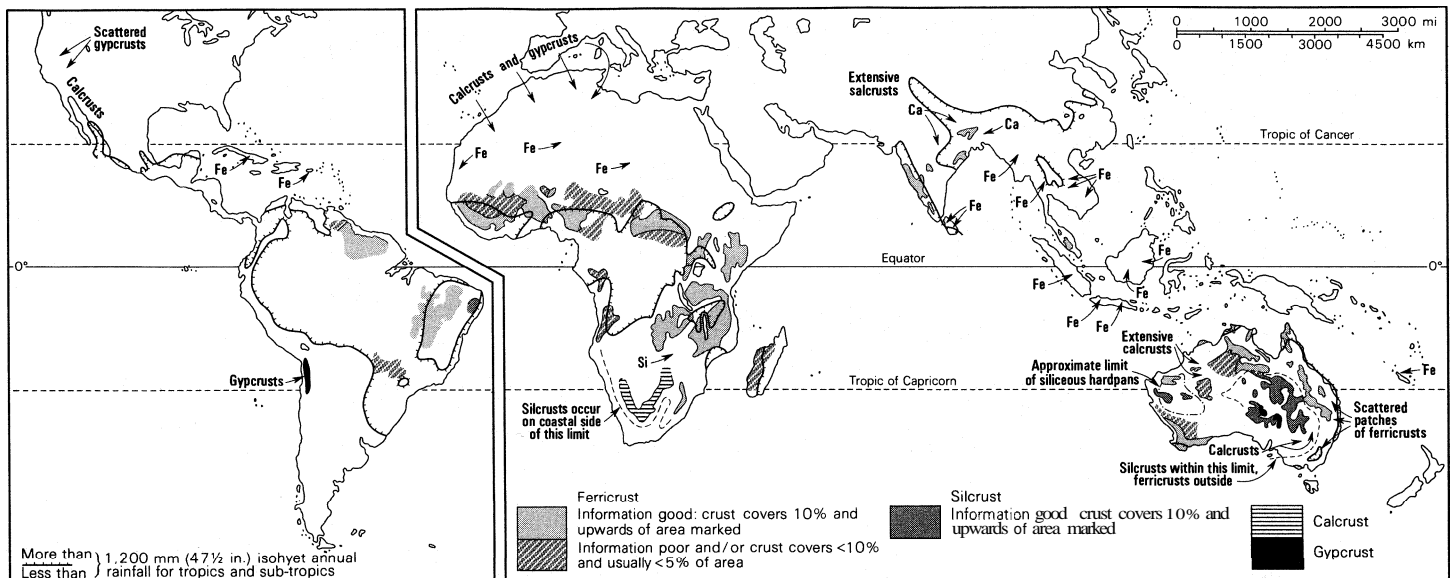 Scattered
gypcrusts
Calcrusts
Fe
Fe
Gypcrusts
More than
Less than
1,200 mm (47½ in.) isohyet annual
rainfall for tropics and sub-tropics
0°
Calcrusts and gypcrusts
Fe
Fe
Fe
Si
Silcrusts occur
on coastal side
of this limit
Equator
Tropic of Capricorn
0 1000 2000 3000 mi
0 1500 3000 4500 km
Extensive
salcrusts
Ca
Ca
Tropic of Cancer
Fe
Fe
Fe
Fe
Fe
Fe
Fe
Fe
Fe
0°
Extensive
calcrusts
Approximate limit
of siliceous hardpans
Fe
Scattered
patches
of ferricrusts
Calcrusts
Silcrusts within this limit,
ferricrusts outside
Ferricrust
Information good: crust covers 10% and
upwards of area marked
Information poor and/or crust covers <10%
and usually <5% of area
Silcrust
Information good crust covers 10% and
upwards of area marked
Calcrust
Gypcrust